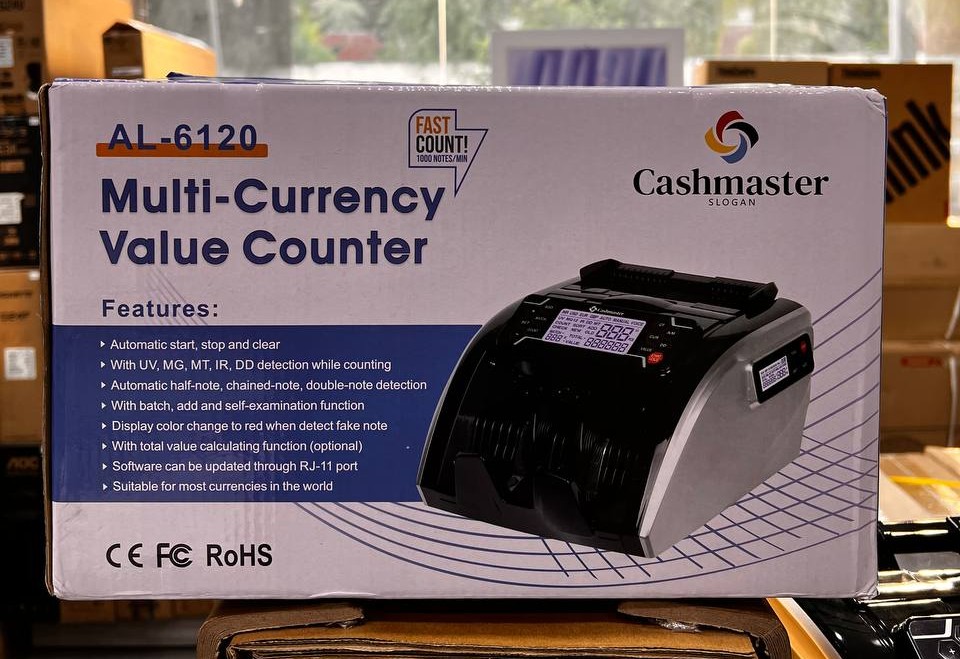 AL-6120
FAST
COUNT!
1000 NOTES/MIN
Multi-Currency
Value Counter
Cashmaster
SLOGAN
Features:
Automatic start, stop and clear
With UV, MG, MT, IR, DD detection while counting
Automatic half-note, chained-note, double-note detection
With batch, add and self-examination function
Display color change to red when detect fake note
With total value calculating function (optional)
Software can be updated through RJ-11 port
Suitable for most currencies in the world
CE FC RoHS
Cashmaster